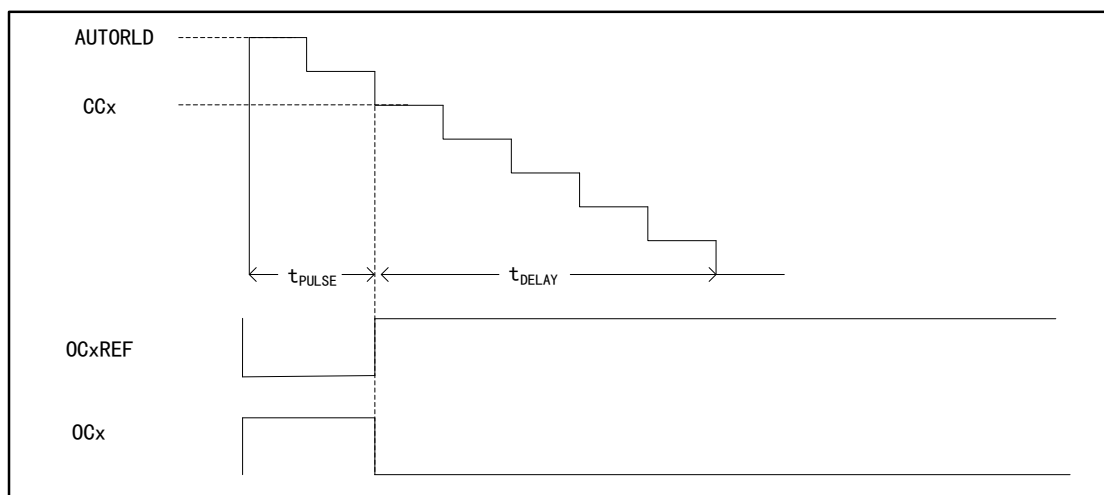 AUTORLD
CCx
tPULSE
tDELAY
OCxREF
OCx